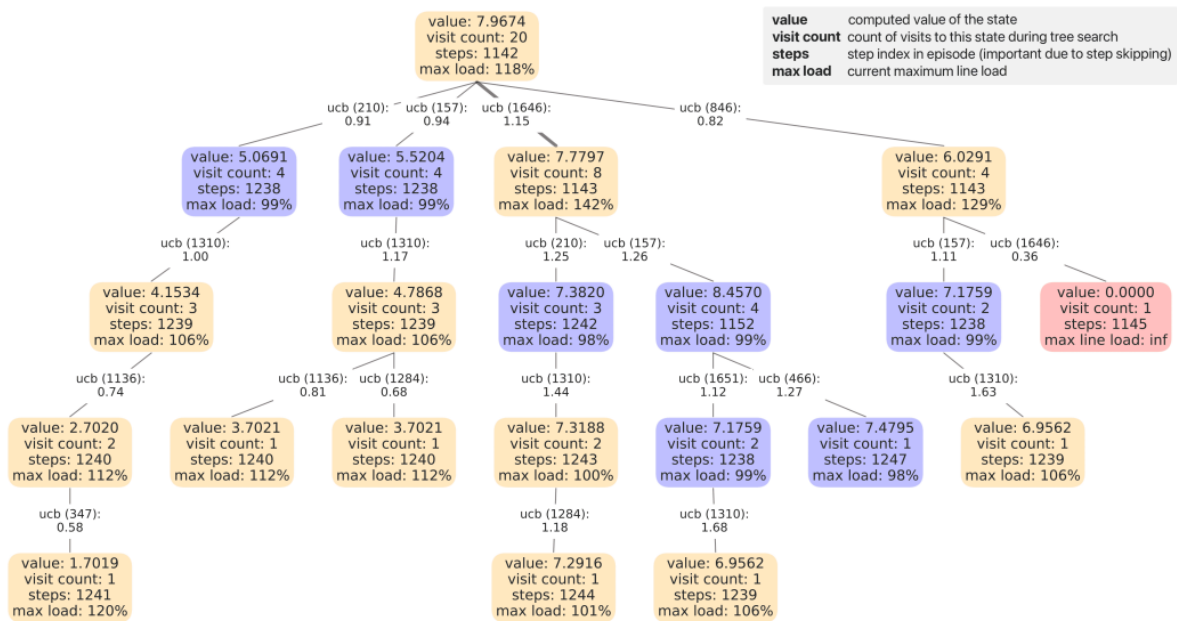 value: 7.9674
visit count: 20
steps: 1142
max load: 118%
value computed value of the state
visit count count of visits to this state during tree search
steps step index in episode (important due to step skipping)
max load current maximum line load
ucb (210):
0.91
ucb (157):
0.94
ucb (1646):
1.15
ucb (846):
0.82
value: 5.0691
visit count: 4
steps: 1238
max load: 99%
value: 5.5204
visit count: 4
steps: 1238
max load: 99%
value: 7.7797
visit count: 8
steps: 1143
max load: 142%
value: 6.0291
visit count: 4
steps: 1143
max load: 129%
ucb (1310):
1.00
ucb (1310):
1.17
ucb (210):
1.25
ucb (157):
1.26
ucb (157):
1.11
ucb (1646):
0.36
value: 4.1534
visit count: 3
steps: 1239
max load: 106%
value: 4.7868
visit count: 3
steps: 1239
max load: 106%
value: 7.3820
visit count: 3
steps: 1242
max load: 98%
value: 8.4570
visit count: 4
steps: 1152
max load: 99%
value: 7.1759
visit count: 2
steps: 1238
max load: 99%
value: 0.0000
visit count: 1
steps: 1145
max line load: inf
ucb (1136):
0.74
ucb (1136):
0.81
ucb (1284):
0.68
ucb (1310):
1.44
ucb (1651):
1.12
ucb (466):
1.27
ucb (1310):
1.63
value: 2.7020
visit count: 2
steps: 1240
max load: 112%
value: 3.7021
visit count: 1
steps: 1240
max load: 112%
value: 3.7021
visit count: 1
steps: 1240
max load: 112%
value: 7.3188
visit count: 2
steps: 1243
max load: 100%
value: 7.1759
visit count: 2
steps: 1238
max load: 99%
value: 7.4795
visit count: 1
steps: 1247
max load: 98%
value: 6.9562
visit count: 1
steps: 1239
max load: 106%
ucb (347):
0.58
ucb (1284):
1.18
ucb (1310):
1.68
value: 1.7019
visit count: 1
steps: 1241
max load: 120%
value: 7.2916
visit count: 1
steps: 1244
max load: 101%
value: 6.9562
visit count: 1
steps: 1239
max load: 106%